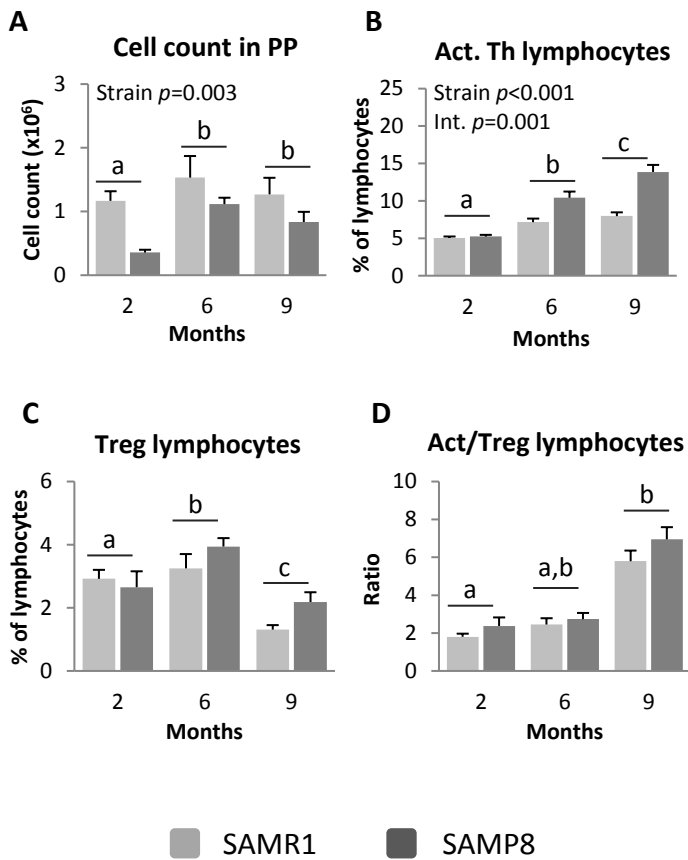 A
Cell count in PP
Strain p=0.003
Cell count (x10⁶)
3
2
1
0
a
b
b
2 6 9
Months
B
Act. Th lymphocytes
Strain p<0.001
Int. p=0.001
% of lymphocytes
25
20
15
10
5
0
a
b
c
2 6 9
Months
C
Treg lymphocytes
% of lymphocytes
6
4
2
0
a
b
c
2 6 9
Months
D
Act/Treg lymphocytes
Ratio
10
8
6
4
2
0
a
a,b
b
2 6 9
Months
SAMR1 SAMP8